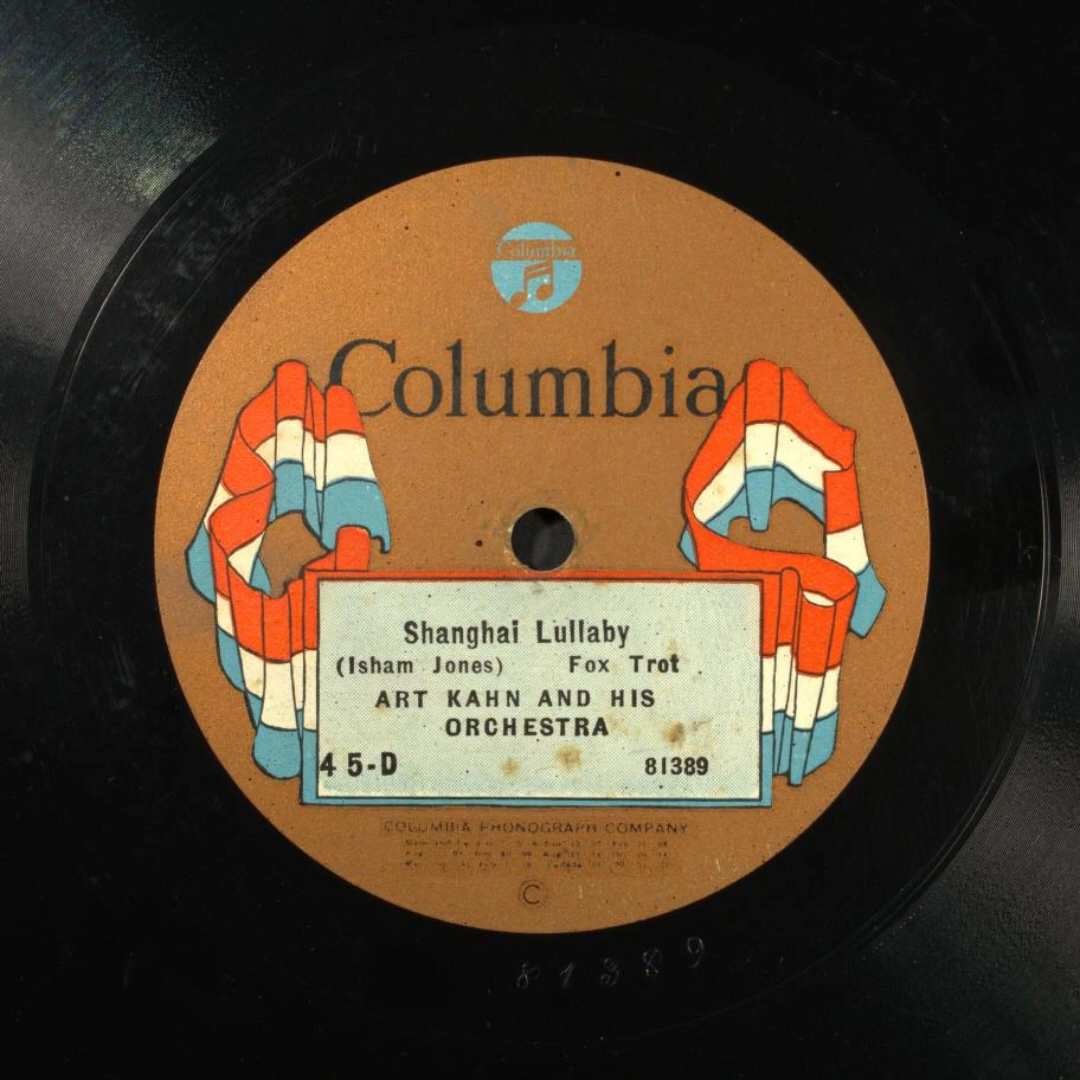 Columbia
Columbia
Shanghai Lullaby
(Isham Jones) Fox Trot
ART KAHN AND HIS
ORCHESTRA
45-D 81389
COLUMBIA PHONOGRAPH COMPANY
C
81389